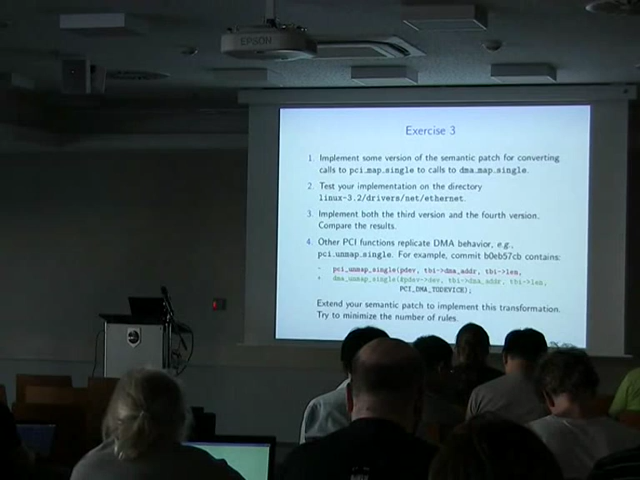 EPSON
Exercise 3
1. Implement some version of the semantic patch for converting
calls to pci_map_single to calls to dma_map_single.
2. Test your implementation on the directory
linux-3.2/drivers/net/ethernet.
3. Implement both the third version and the fourth version.
Compare the results.
4. Other PCI functions replicate DMA behavior, e.g.,
pci_unmap_single. For example, commit b0eb57cb contains:
- pci_unmap_single(pdev, tbi->dma_addr, tbi->len,
+ dma_unmap_single(&pdev->dev, tbi->dma_addr, tbi->len,
PCI_DMA_TODEVICE);
Extend your semantic patch to implement this transformation.
Try to minimize the number of rules.